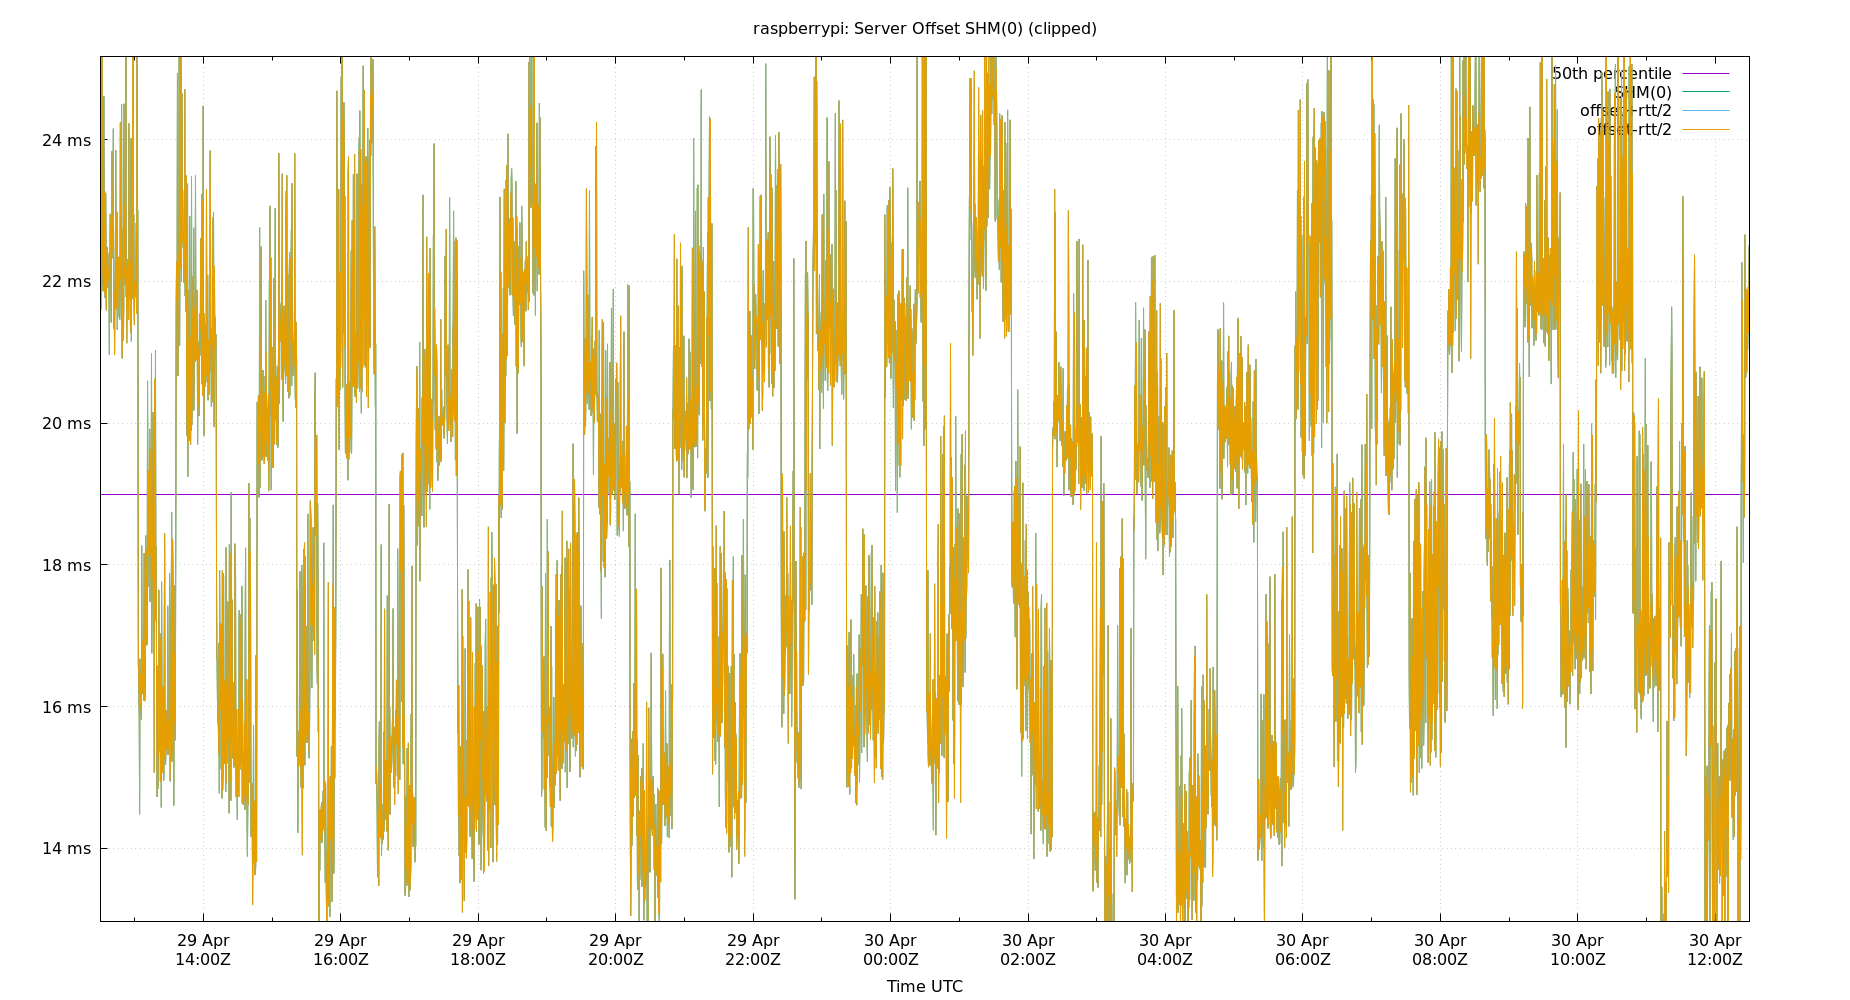 raspberrypi: Server Offset SHM(0) (clipped)
50th percentile
SHM(0)
offset+rtt/2
offset-rtt/2
24 ms
22 ms
20 ms
18 ms
16 ms
14 ms
29 Apr 29 Apr 29 Apr 29 Apr 29 Apr 30 Apr 30 Apr 30 Apr 30 Apr 30 Apr 30 Apr 30 Apr
14:00Z 16:00Z 18:00Z 20:00Z 22:00Z 00:00Z 02:00Z 04:00Z 06:00Z 08:00Z 10:00Z 12:00Z
Time UTC